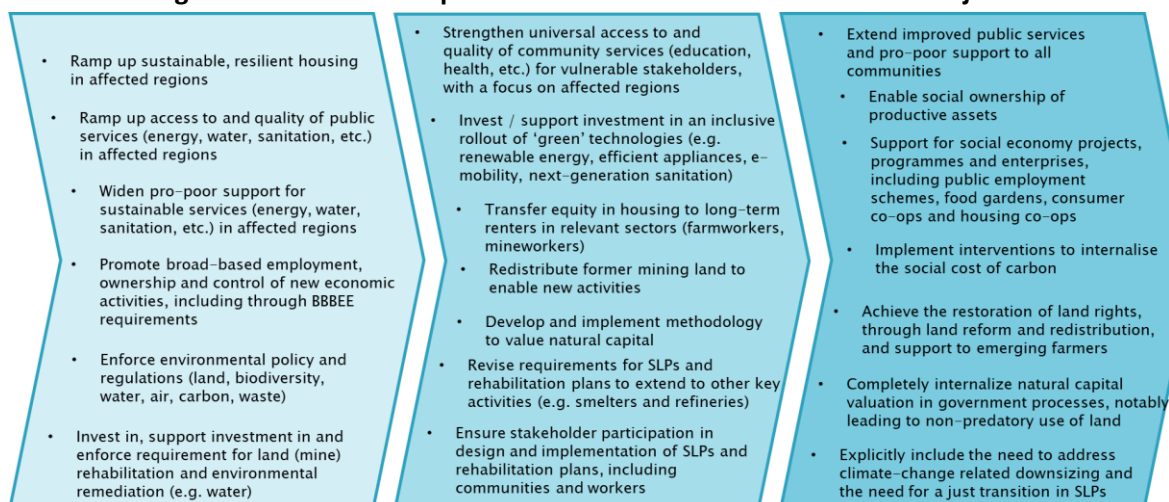 • Ramp up sustainable, resilient housing
in affected regions
• Ramp up access to and quality of public
services (energy, water, sanitation, etc.)
in affected regions
• Widen pro-poor support for
sustainable services (energy, water,
sanitation, etc.) in affected regions
• Promote broad-based employment,
ownership and control of new economic
activities, including through BBBEE
requirements
• Enforce environmental policy and
regulations (land, biodiversity,
water, air, carbon, waste)
• Invest in, support investment in and
enforce requirement for land (mine)
rehabilitation and environmental
remediation (e.g. water)
• Strengthen universal access to and
quality of community services (education,
health, etc.) for vulnerable stakeholders,
with a focus on affected regions
• Invest / support investment in an inclusive
rollout of ‘green’ technologies (e.g.
renewable energy, efficient appliances, e-
mobility, next-generation sanitation)
• Transfer equity in housing to long-term
renters in relevant sectors (farmworkers,
mineworkers)
• Redistribute former mining land to
enable new activities
• Develop and implement methodology
to value natural capital
• Revise requirements for SLPs and
rehabilitation plans to extend to other key
activities (e.g. smelters and refineries)
• Ensure stakeholder participation in
design and implementation of SLPs and
rehabilitation plans, including
communities and workers
• Extend improved public services
and pro-poor support to all
communities
• Enable social ownership of
productive assets
• Support for social economy projects,
programmes and enterprises,
including public employment
schemes, food gardens, consumer
co-ops and housing co-ops
• Implement interventions to internalise
the social cost of carbon
• Achieve the restoration of land rights,
through land reform and redistribution,
and support to emerging farmers
• Completely internalize natural capital
valuation in government processes, notably
leading to non-predatory use of land
• Explicitly include the need to address
climate-change related downsizing and
the need for a just transition in SLPs